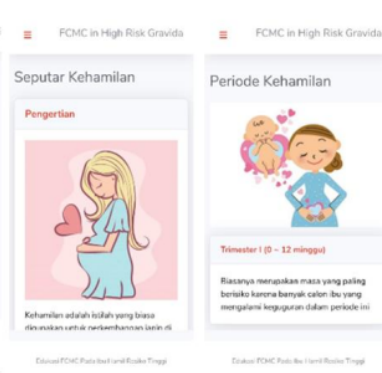 FCMC in High Risk Gravida
Seputar Kehamilan
Pengertian
Kehamilan adalah istilah yang biasa
digunakan untuk perkembangan janin di
Edukasi FCMC Pada Ibu Hamil Resiko Tinggi
FCMC in High Risk Gravida
Periode Kehamilan
Trimester I (0 - 12 minggu)
Biasanya merupakan masa yang paling
berisiko karena banyak calon ibu yang
mengalami keguguran dalam periode ini
Edukasi FCMC Pada Ibu Hamil Resiko Tinggi